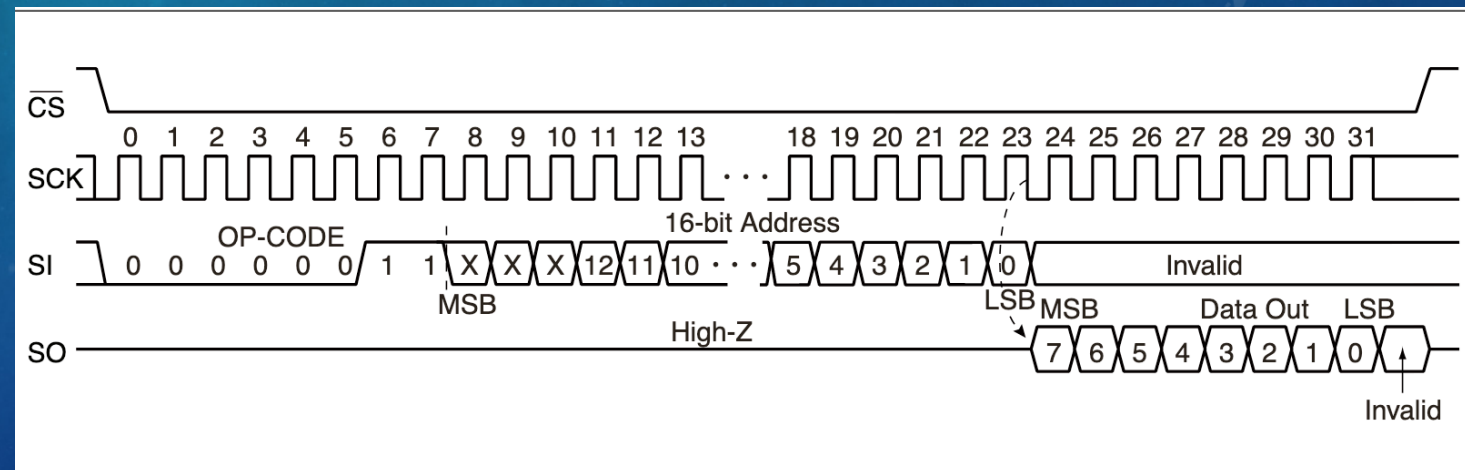 CS
0 1 2 3 4 5 6 7 8 9 10 11 12 13 18 19 20 21 22 23 24 25 26 27 28 29 30 31
SCK
· · ·
16-bit Address
OP-CODE
SI 0 0 0 0 0 0 1 1 X X X 12 11 10 · · · 5 4 3 2 1 0 Invalid
MSB LSB MSB Data Out LSB
High-Z
SO 7 6 5 4 3 2 1 0
Invalid